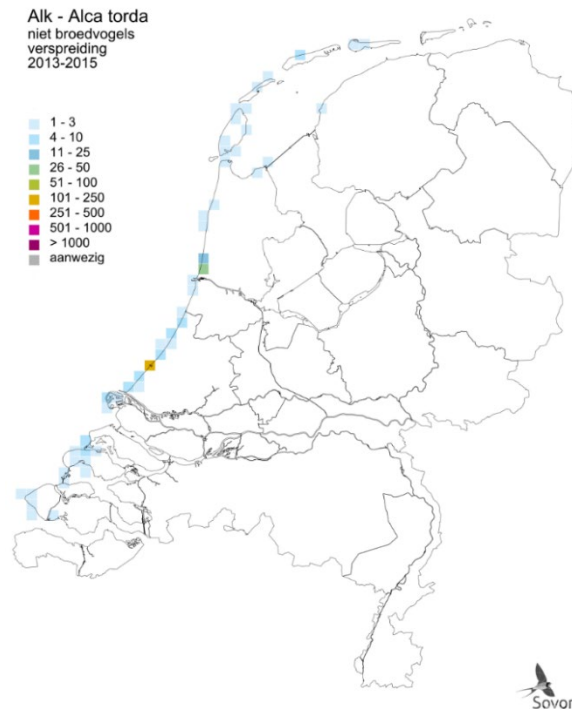 Alk - Alca torda
niet broedvogels
verspreiding
2013-2015
1 - 3
4 - 10
11 - 25
26 - 50
51 - 100
101 - 250
251 - 500
501 - 1000
> 1000
aanwezig
Sovon